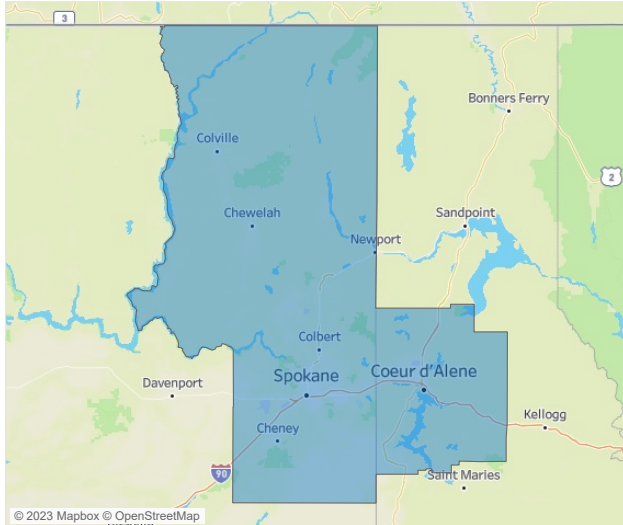 3
Bonners Ferry
Colville
2
Chewelah
Sandpoint
Newport
Colbert
Spokane
Coeur d'Alene
Davenport
Kellogg
Cheney
90
Saint Maries
© 2023 Mapbox © OpenStreetMap